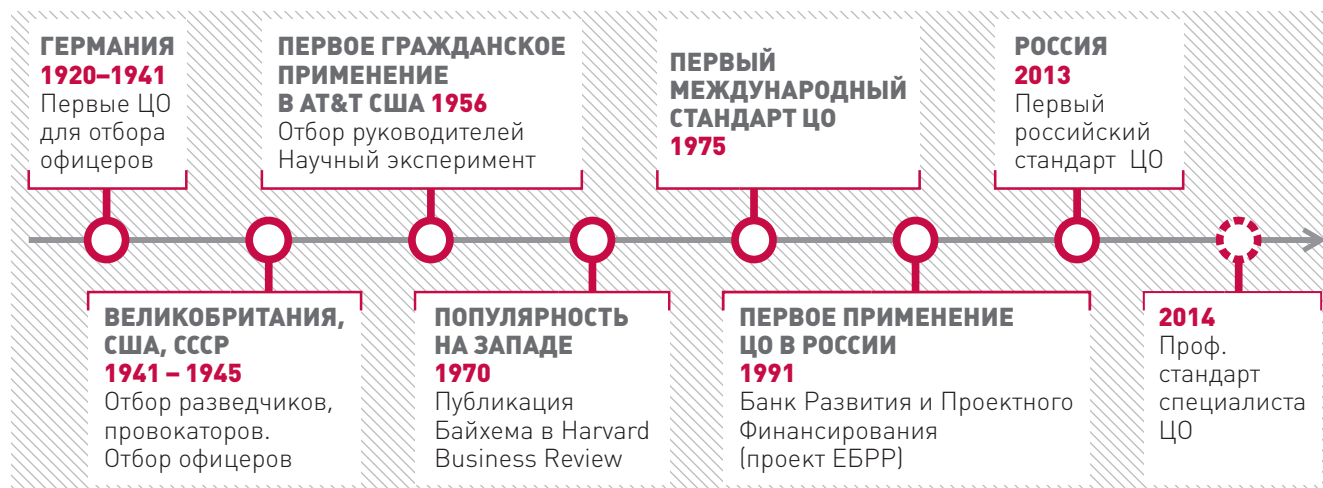 ГЕРМАНИЯ
1920–1941
Первые ЦО
для отбора
офицеров
ВЕЛИКОБРИТАНИЯ,
США, СССР
1941 – 1945
Отбор разведчиков,
провокаторов.
Отбор офицеров
ПЕРВОЕ ГРАЖДАНСКОЕ
ПРИМЕНЕНИЕ
В AT&T США 1956
Отбор руководителей
Научный эксперимент
ПОПУЛЯРНОСТЬ
НА ЗАПАДЕ
1970
Публикация
Байхема в Harvard
Business Review
ПЕРВЫЙ
МЕЖДУНАРОДНЫЙ
СТАНДАРТ ЦО
1975
ПЕРВОЕ ПРИМЕНЕНИЕ
ЦО В РОССИИ
1991
Банк Развития и Проектного
Финансирования
(проект ЕБРР)
РОССИЯ
2013
Первый
российский
стандарт ЦО
2014
Проф.
стандарт
специалиста
ЦО